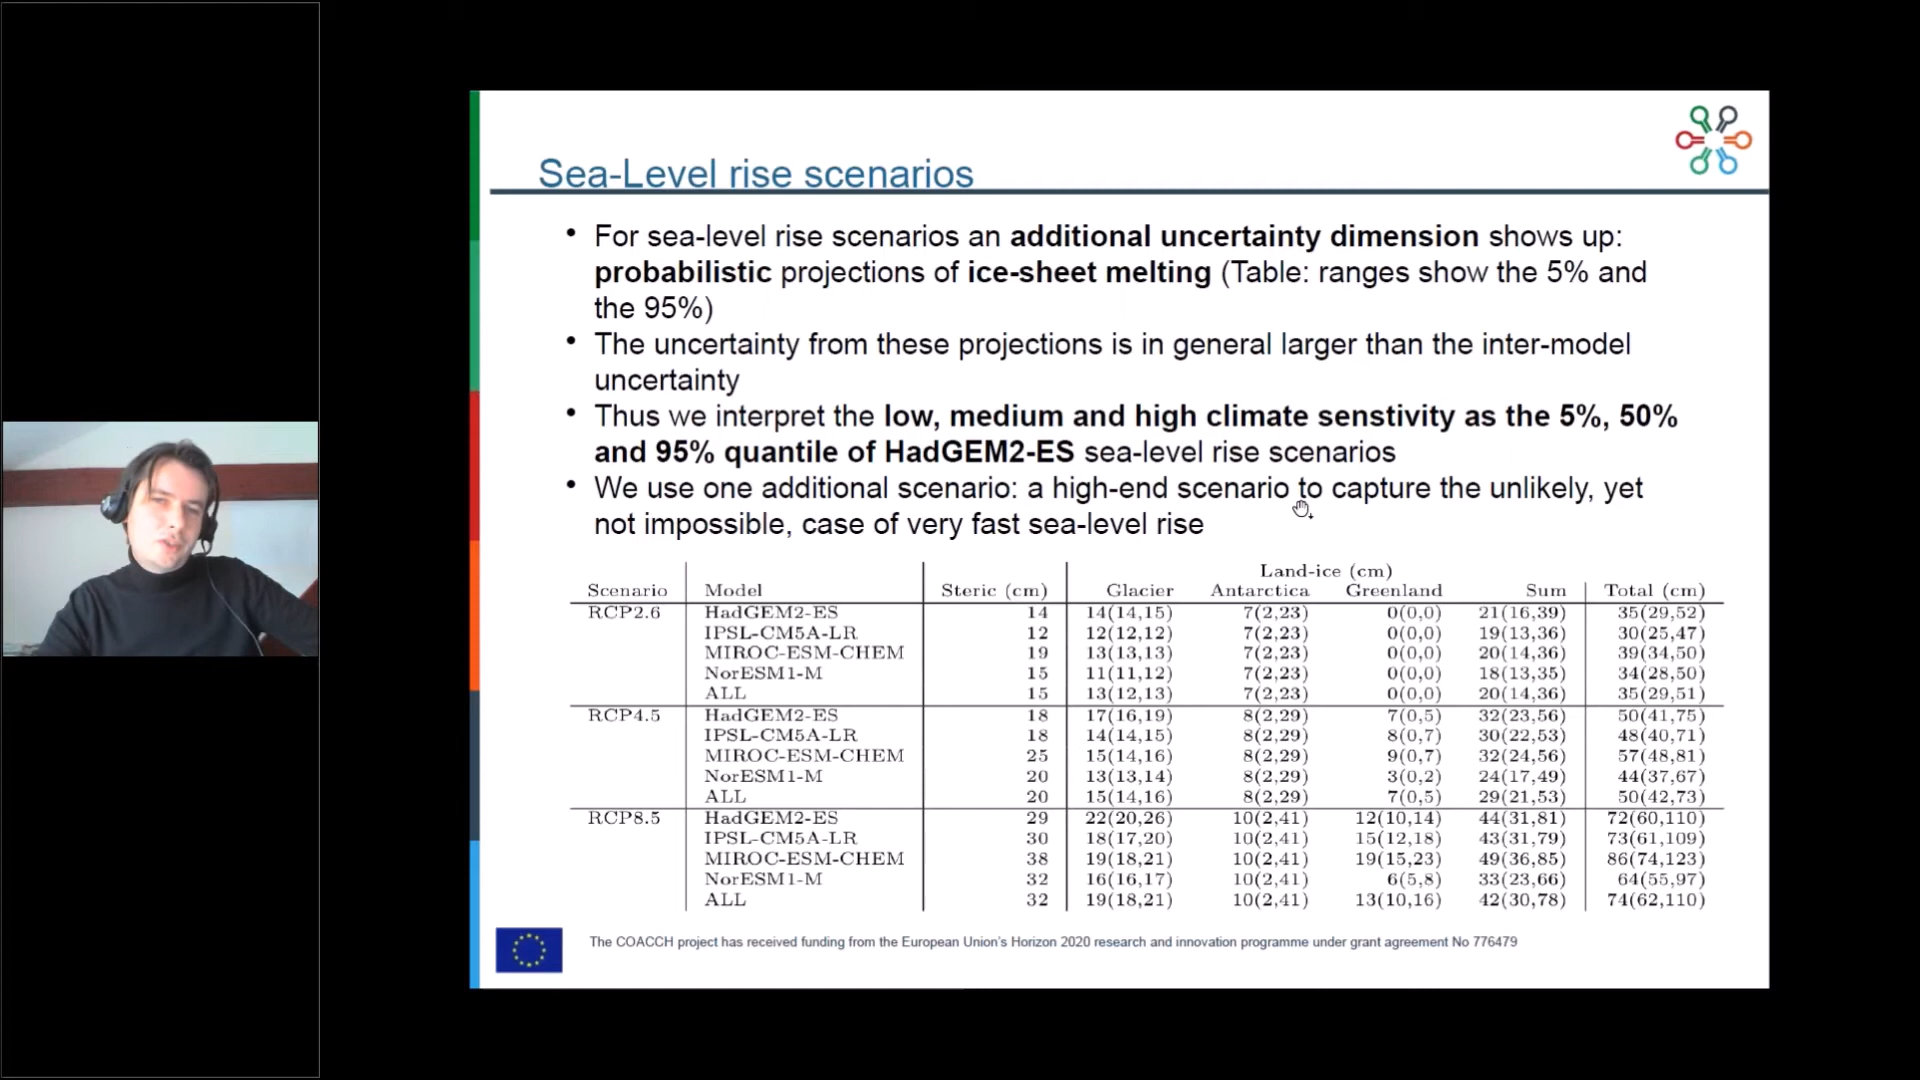 Sea-Level rise scenarios
• For sea-level rise scenarios an additional uncertainty dimension shows up:
probabilistic projections of ice-sheet melting (Table: ranges show the 5% and
the 95%)
• The uncertainty from these projections is in general larger than the inter-model
uncertainty
• Thus we interpret the low, medium and high climate senstivity as the 5%, 50%
and 95% quantile of HadGEM2-ES sea-level rise scenarios
• We use one additional scenario: a high-end scenario to capture the unlikely, yet
not impossible, case of very fast sea-level rise
Land-ice (cm)
Scenario Model Steric (cm) Glacier Antarctica Greenland Sum Total (cm)
RCP2.6 HadGEM2-ES 14 14(14,15) 7(2,23) 0(0,0) 21(16,39) 35(29,52)
IPSL-CM5A-LR 12 12(12,12) 7(2,23) 0(0,0) 19(13,36) 30(25,47)
MIROC-ESM-CHEM 19 13(13,13) 7(2,23) 0(0,0) 20(14,36) 39(34,50)
NorESM1-M 15 11(11,12) 7(2,23) 0(0,0) 18(13,35) 34(28,50)
ALL 15 13(12,13) 7(2,23) 0(0,0) 20(14,36) 35(29,51)
RCP4.5 HadGEM2-ES 18 17(16,19) 8(2,29) 7(0,5) 32(23,56) 50(41,75)
IPSL-CM5A-LR 18 14(14,15) 8(2,29) 8(0,7) 30(22,53) 48(40,71)
MIROC-ESM-CHEM 25 15(14,16) 8(2,29) 9(0,7) 32(24,56) 57(48,81)
NorESM1-M 20 13(13,14) 8(2,29) 3(0,2) 24(17,49) 44(37,67)
ALL 20 15(14,16) 8(2,29) 7(0,5) 29(21,53) 50(42,73)
RCP8.5 HadGEM2-ES 29 22(20,26) 10(2,41) 12(10,14) 44(31,81) 72(60,110)
IPSL-CM5A-LR 30 18(17,20) 10(2,41) 15(12,18) 43(31,79) 73(61,109)
MIROC-ESM-CHEM 38 19(18,21) 10(2,41) 19(15,23) 49(36,85) 86(74,123)
NorESM1-M 32 16(16,17) 10(2,41) 6(5,8) 33(23,66) 64(55,97)
ALL 32 19(18,21) 10(2,41) 13(10,16) 42(30,78) 74(62,110)
The COACCH project has received funding from the European Union's Horizon 2020 research and innovation programme under grant agreement No 776479